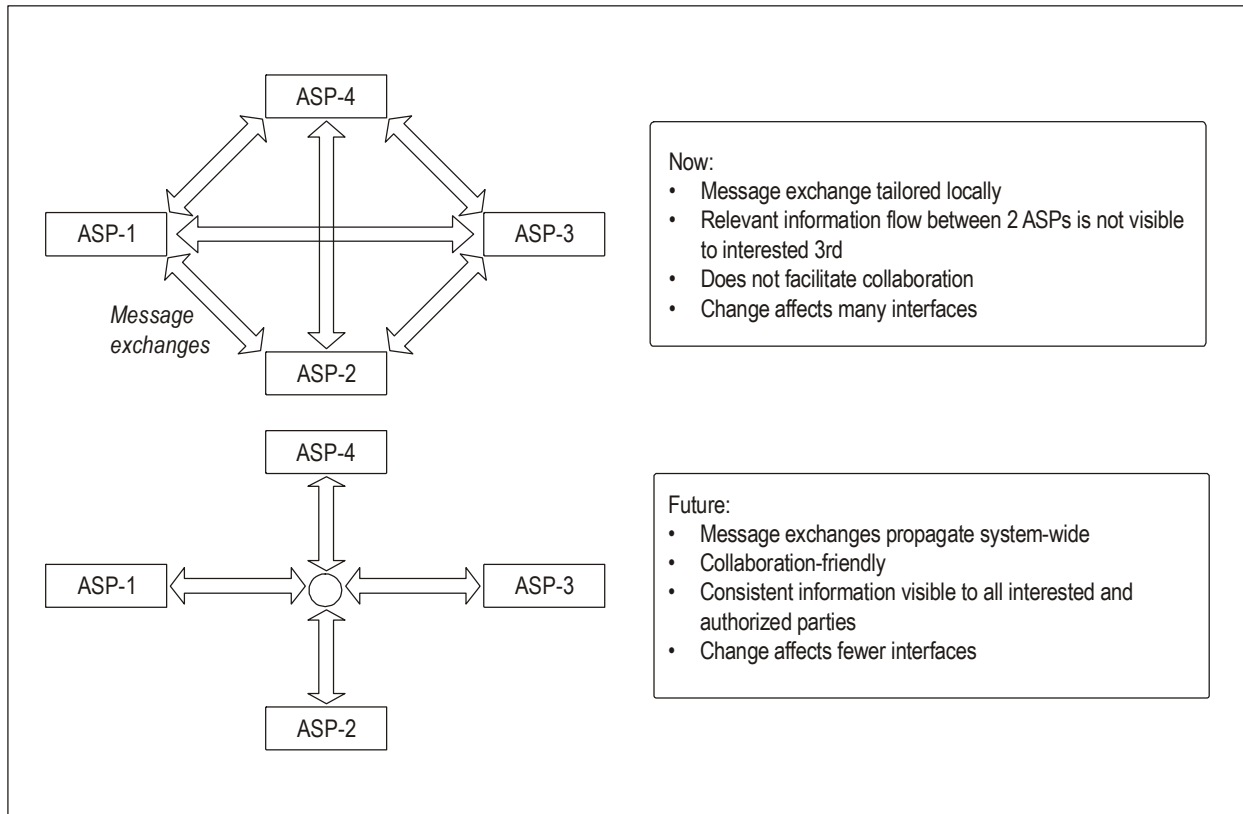 ASP-4
ASP-1
ASP-3
Message
exchanges
ASP-2
Now:
• Message exchange tailored locally
• Relevant information flow between 2 ASPs is not visible
to interested 3rd
• Does not facilitate collaboration
• Change affects many interfaces
ASP-4
ASP-1
ASP-3
ASP-2
Future:
• Message exchanges propagate system-wide
• Collaboration-friendly
• Consistent information visible to all interested and
authorized parties
• Change affects fewer interfaces